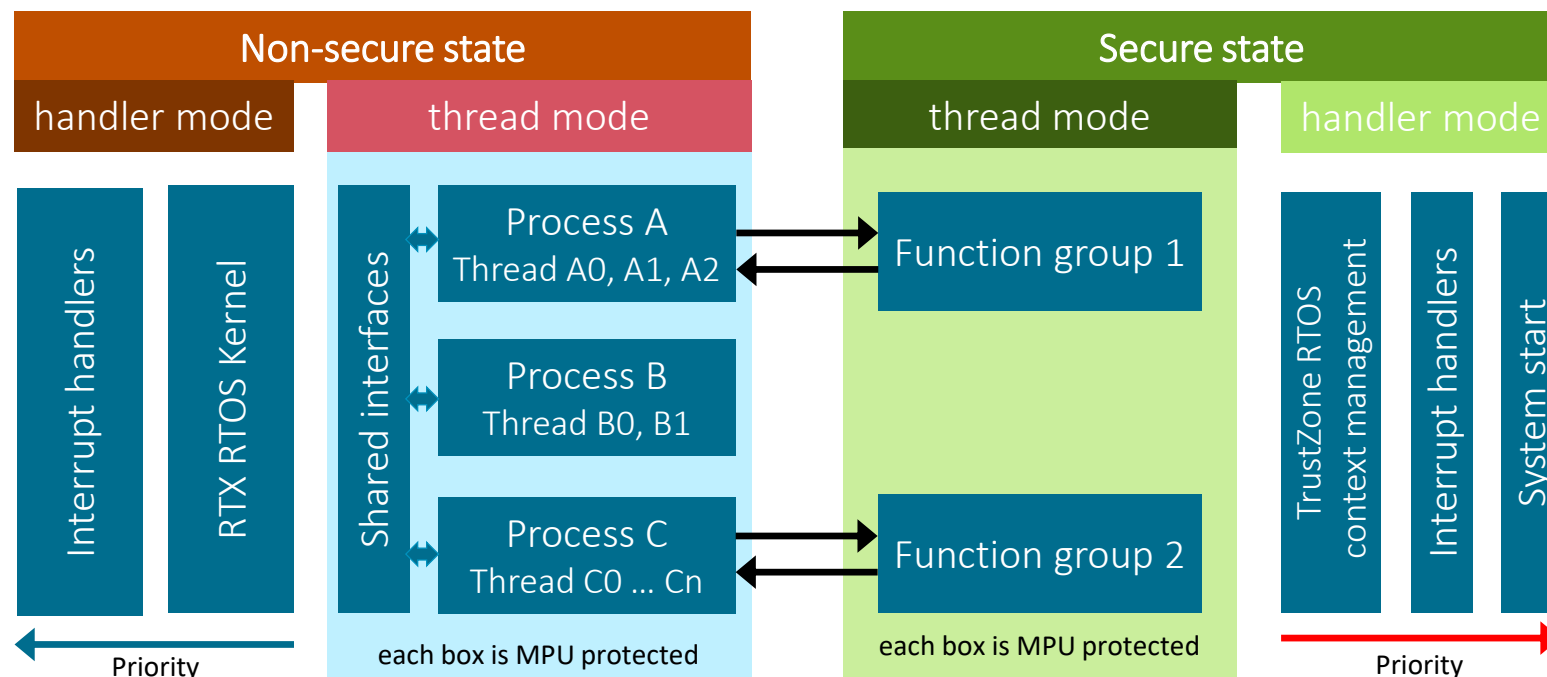 Non-secure state
Secure state
handler mode
thread mode
thread mode
handler mode
Interrupt handlers
RTX RTOS Kernel
Shared interfaces
Process A
Thread A0, A1, A2
Process B
Thread B0, B1
Process C
Thread C0 ... Cn
Function group 1
Function group 2
TrustZone RTOS
context management
Interrupt handlers
System start
Priority
each box is MPU protected
each box is MPU protected
Priority